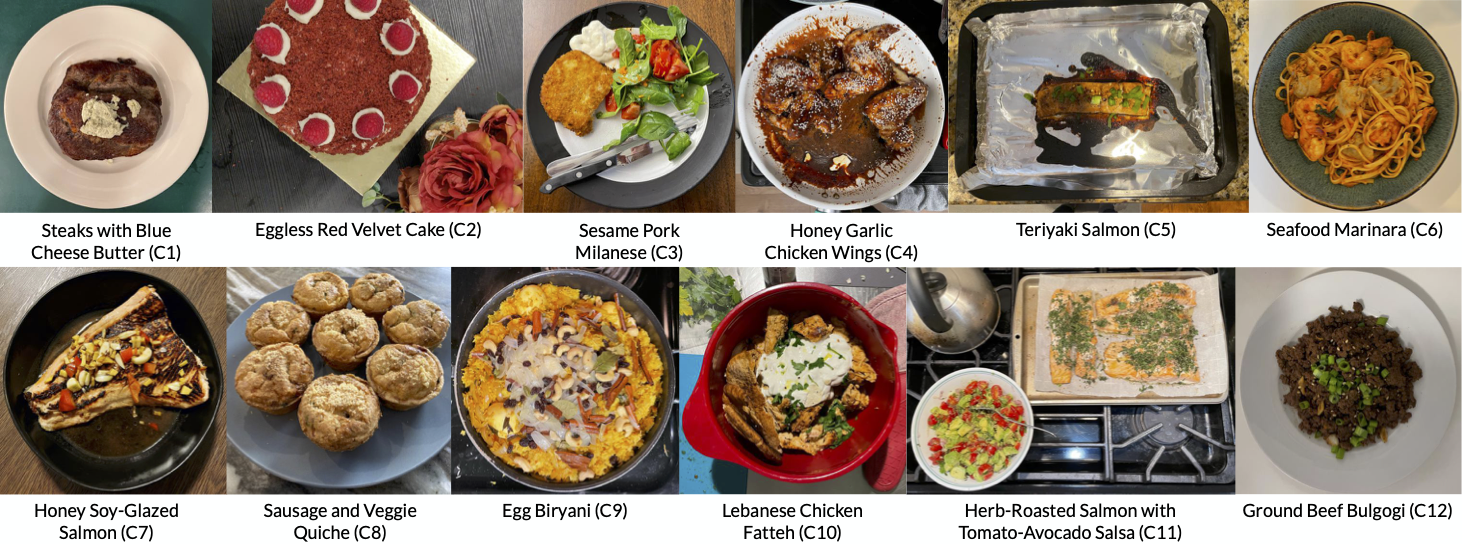 Steaks with Blue
Cheese Butter (C1)
Eggless Red Velvet Cake (C2)
Sesame Pork
Milanese (C3)
Honey Garlic
Chicken Wings (C4)
Teriyaki Salmon (C5)
Seafood Marinara (C6)
Honey Soy-Glazed
Salmon (C7)
Sausage and Veggie
Quiche (C8)
Egg Biryani (C9)
Lebanese Chicken
Fatteh (C10)
Herb-Roasted Salmon with
Tomato-Avocado Salsa (C11)
Ground Beef Bulgogi (C12)